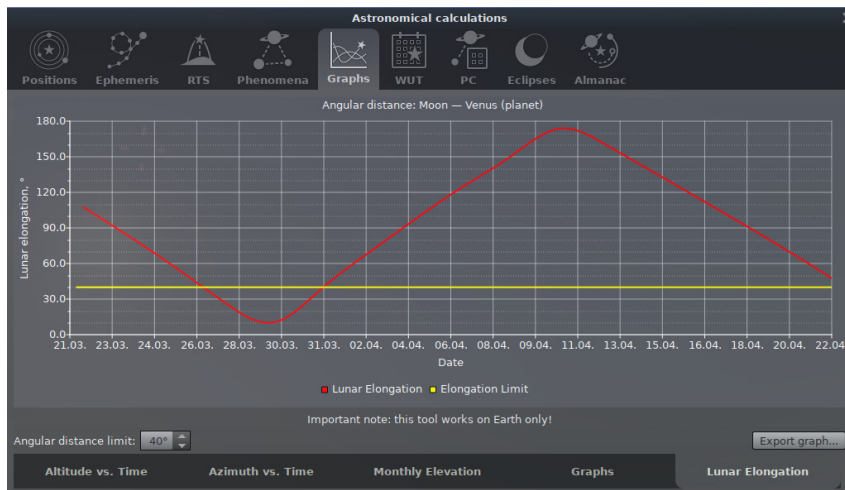 Astronomical calculations
Positions Ephemeris RTS Phenomena Graphs WUT PC Eclipses Almanac
Angular distance: Moon — Venus (planet)
180.0
150.0
120.0
90.0
60.0
30.0
0.0
Lunar elongation, °
21.03. 23.03. 24.03. 26.03. 28.03. 30.03. 31.03. 02.04. 04.04. 06.04. 08.04. 09.04. 11.04. 13.04. 15.04. 16.04. 18.04. 20.04. 22.04
Date
Lunar Elongation Elongation Limit
Important note: this tool works on Earth only!
Angular distance limit: 40° Export graph...
Altitude vs. Time Azimuth vs. Time Monthly Elevation Graphs Lunar Elongation